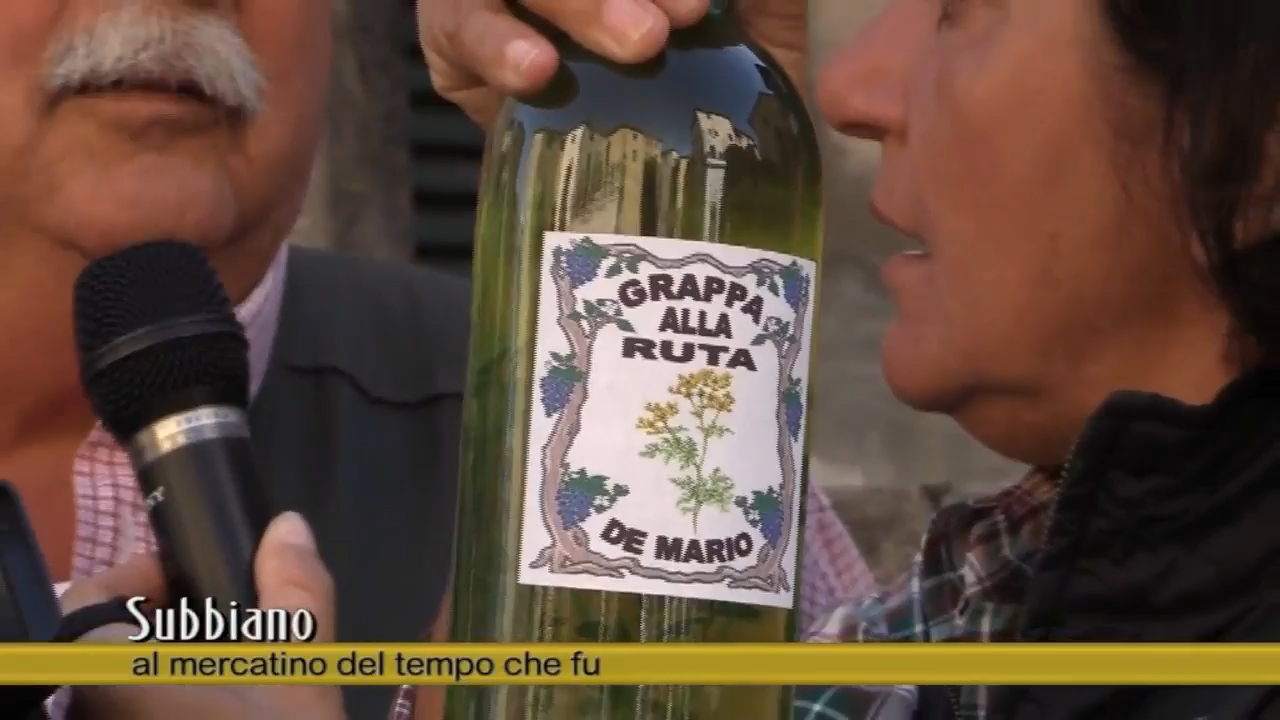 GRAPPA
ALLA
RUTA
DE MARIO
Subbiano
al mercatino del tempo che fu